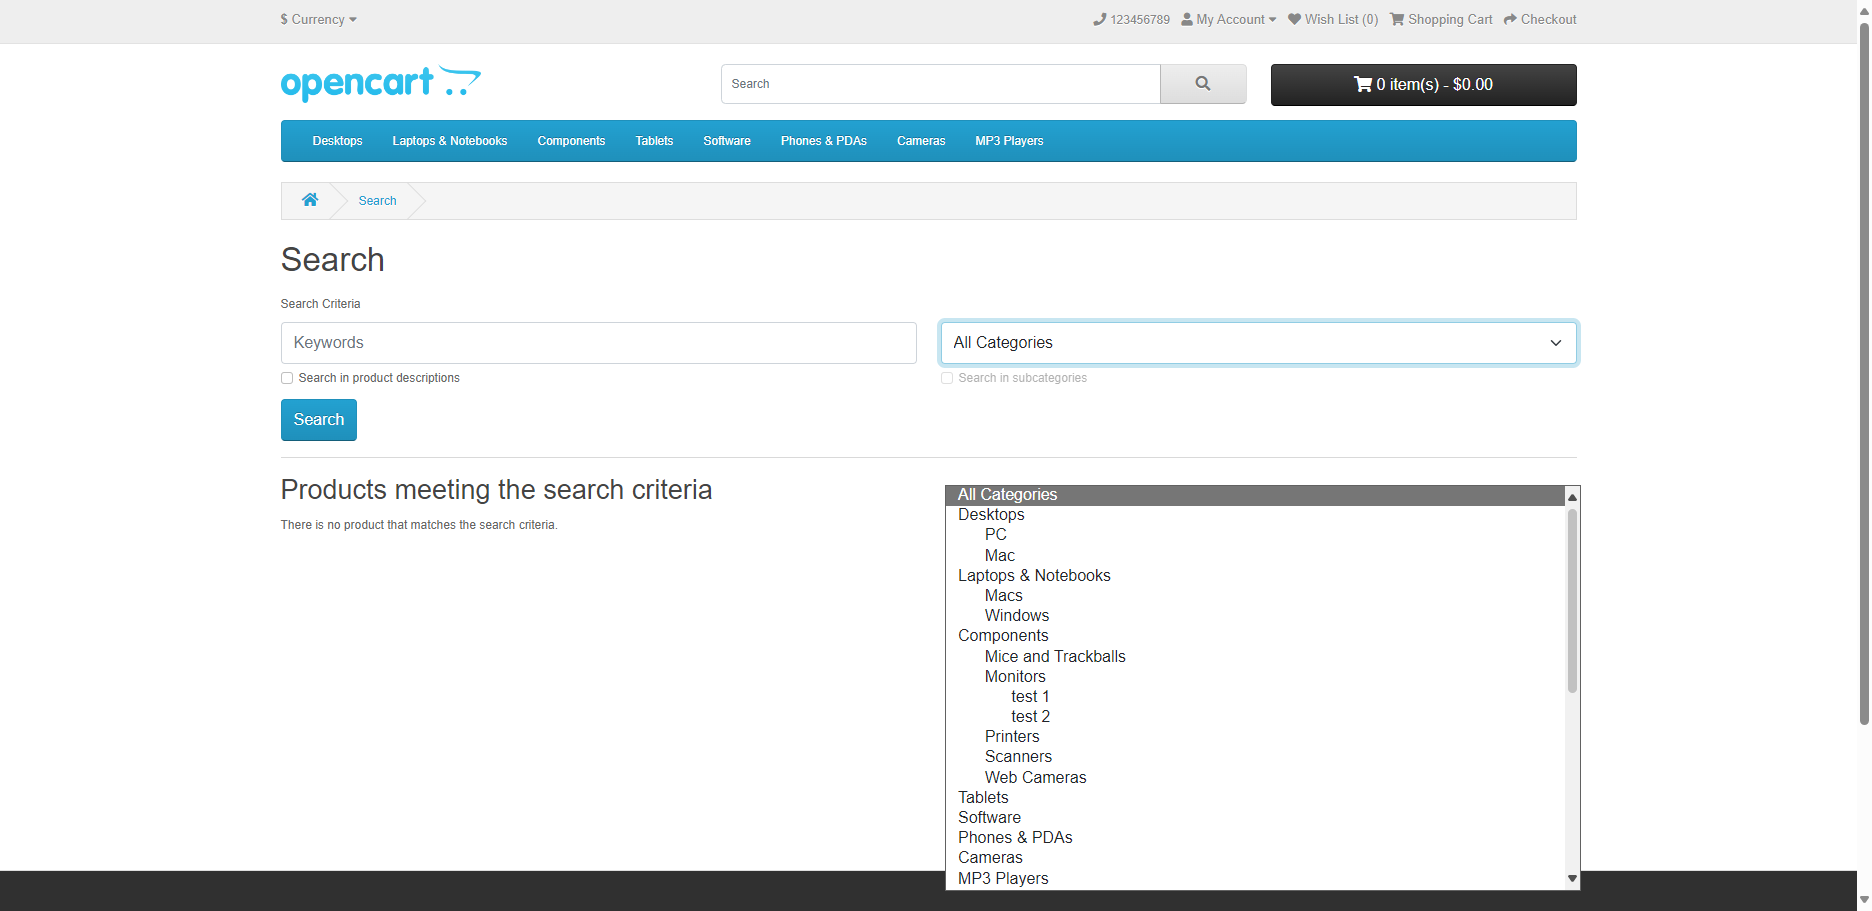 $ Currency
123456789 My Account Wish List (0) Shopping Cart Checkout
opencart
Search
0 item(s) - $0.00
Desktops Laptops & Notebooks Components Tablets Software Phones & PDAs Cameras MP3 Players
Search
Search
Search Criteria
Keywords
All Categories
Search in product descriptions
Search in subcategories
Search
Products meeting the search criteria
There is no product that matches the search criteria.
All Categories
Desktops
PC
Mac
Laptops & Notebooks
Macs
Windows
Components
Mice and Trackballs
Monitors
test 1
test 2
Printers
Scanners
Web Cameras
Tablets
Software
Phones & PDAs
Cameras
MP3 Players